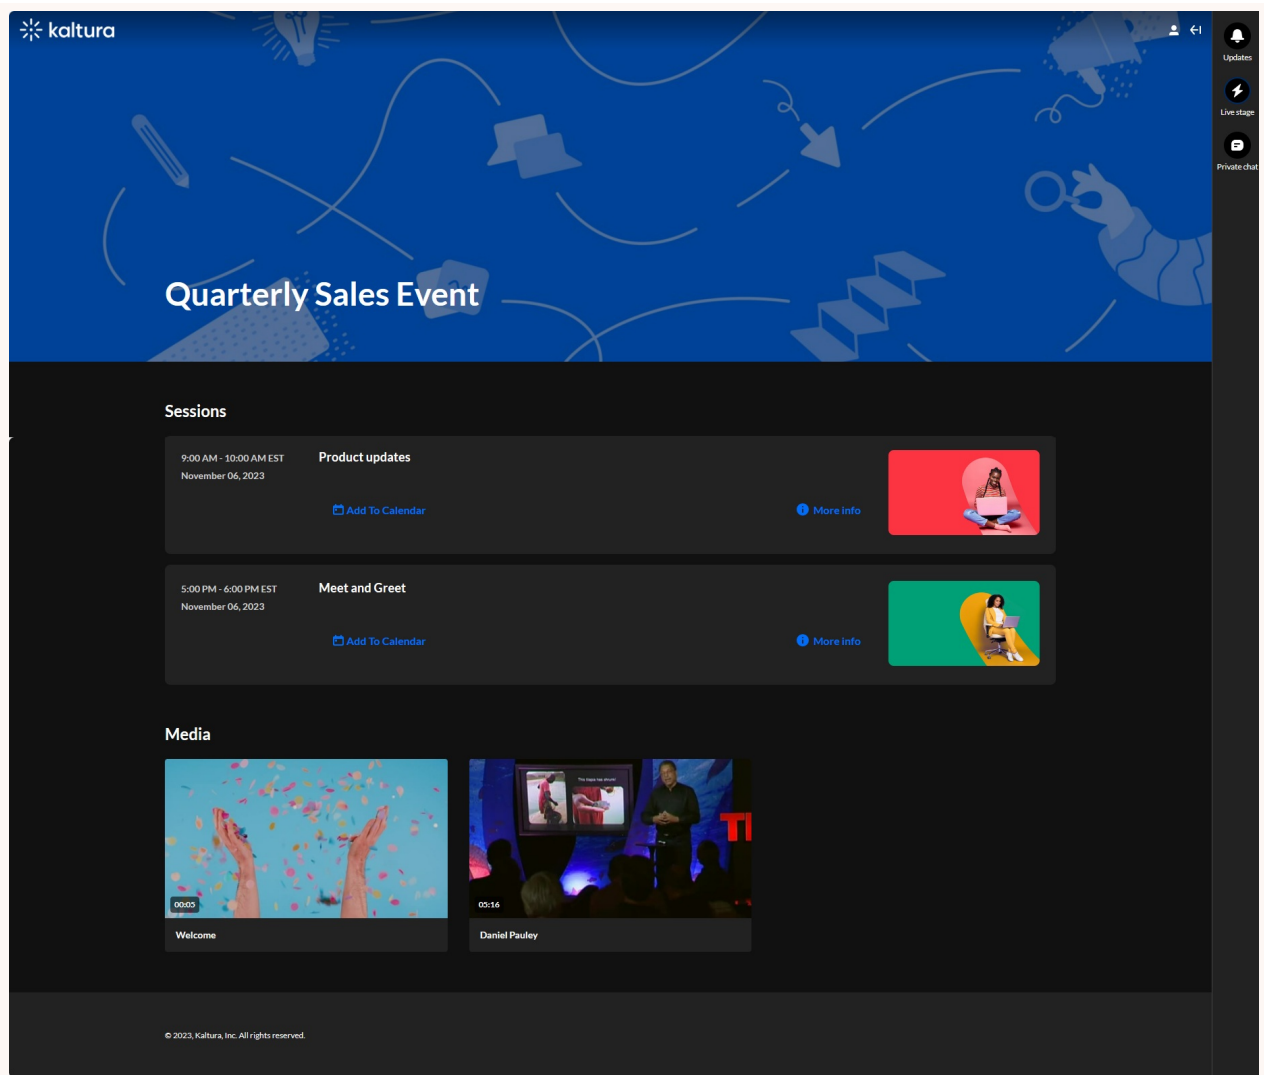 kaltura
Updates
Live stage
Private chat
Quarterly Sales Event
Sessions
9:00 AM - 10:00 AM EST
November 06, 2023
Product updates
Add To Calendar
More info
5:00 PM - 6:00 PM EST
November 06, 2023
Meet and Greet
Add To Calendar
More info
Media
00:05
Welcome
05:16
Daniel Pauley
© 2023, Kaltura, Inc. All rights reserved.